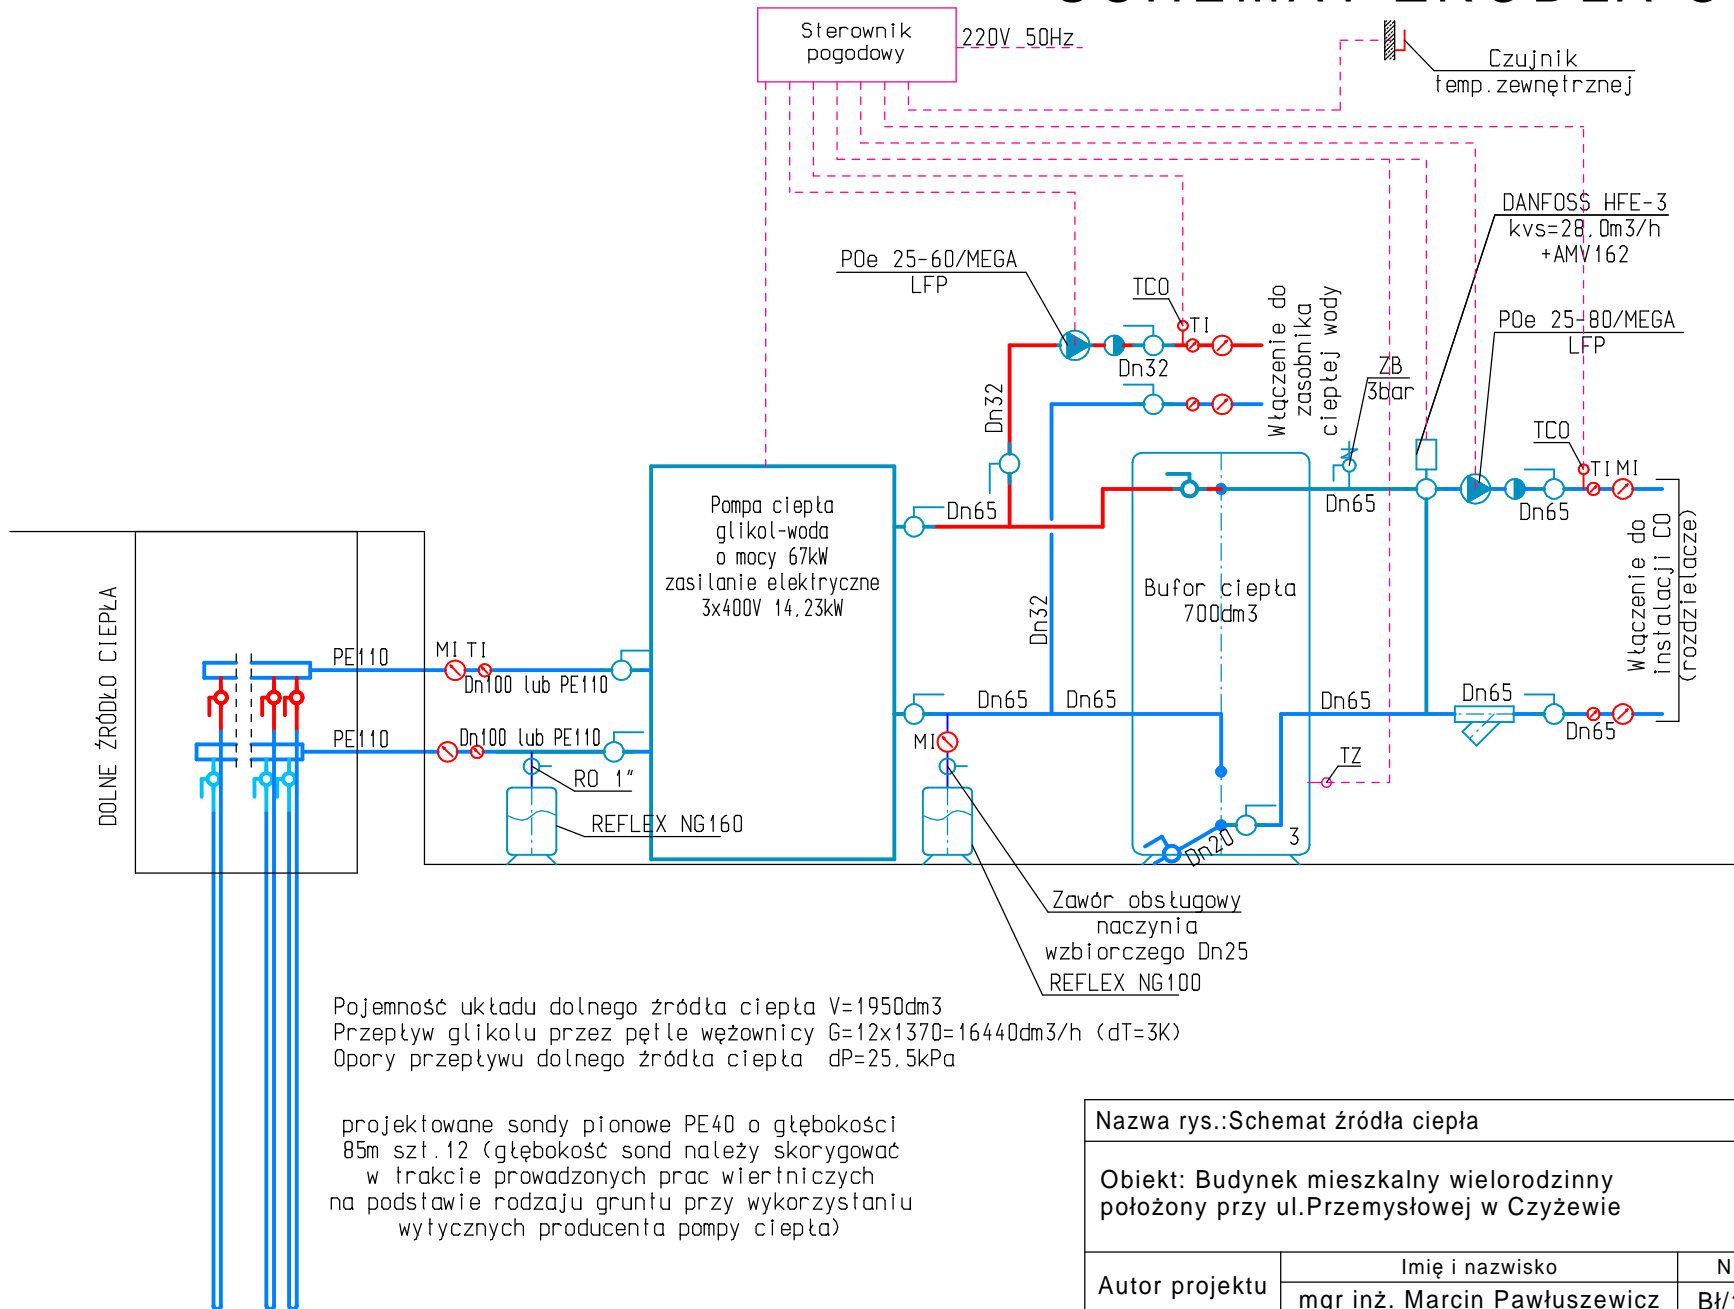 Sterownik
pogodowy
220V 50Hz
Czujnik
temp.zewnętrznej
DANFOSS HFE-3
kvs=28,0m3/h
+AMV162
POe 25-60/MEGA
LFP
TCO
TI
Dn32
Włączenie do
zasobnika
ciepłej wody
POe 25-80/MEGA
LFP
ZB
3bar
Dn32
TCO
TI MI
Dn65
Dn65
Dn65
Włączenie do
instalacji CO
(rozdzielacze)
Pompa ciepła
glikol-woda
o mocy 67kW
zasilanie elektryczne
3x400V 14,23kW
Bufor ciepła
700dm3
Dn32
DOLNE ŹRÓDŁO CIEPŁA
PE110
MI TI
Dn100 lub PE110
PE110
Dn100 lub PE110
Dn65
Dn65
Dn65
Dn65
Dn65
MI
RO 1"
REFLEX NG160
TZ
Dn20
3
Zawór obsługowy
naczynia
wzbiorczego Dn25
REFLEX NG100
Pojemność układu dolnego źródła ciepła V=1950dm3
Przepływ glikolu przez pętle wężownicy G=12x1370=16440dm3/h (dT=3K)
Opory przepływu dolnego źródła ciepła dP=25,5kPa
projektowane sondy pionowe PE40 o głębokości
85m szt.12 (głębokość sond należy skorygować
w trakcie prowadzonych prac wiertniczych
na podstawie rodzaju gruntu przy wykorzystaniu
wytycznych producenta pompy ciepła)
Nazwa rys.:Schemat źródła ciepła
Obiekt: Budynek mieszkalny wielorodzinny
położony przy ul.Przemysłowej w Czyżewie
Autor projektu
Imię i nazwisko
N
mgr inż. Marcin Pawłuszewicz